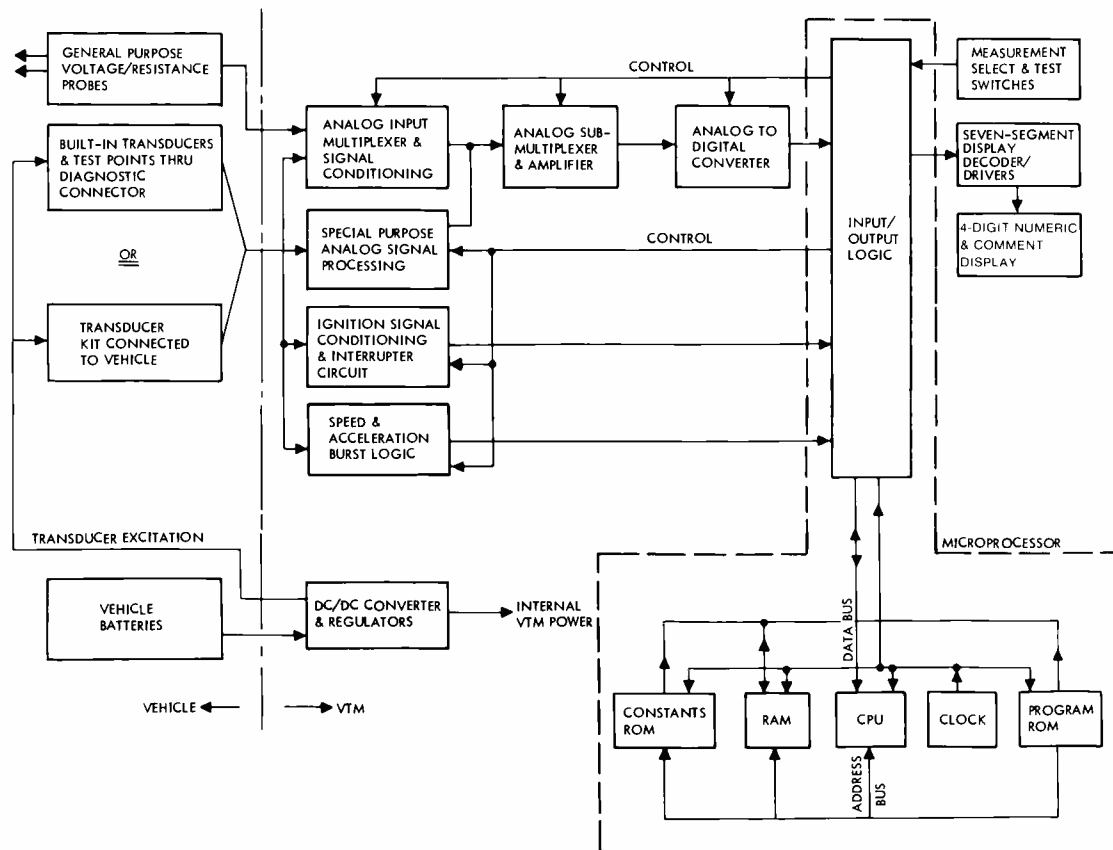 GENERAL PURPOSE
VOLTAGE/RESISTANCE
PROBES
BUILT-IN TRANSDUCERS
& TEST POINTS THRU
DIAGNOSTIC
CONNECTOR
OR
TRANSDUCER
KIT CONNECTED
TO VEHICLE
TRANSDUCER EXCITATION
VEHICLE
BATTERIES
VEHICLE
VTM
CONTROL
ANALOG INPUT
MULTIPLEXER &
SIGNAL
CONDITIONING
ANALOG SUB-
MULTIPLEXER
& AMPLIFIER
ANALOG TO
DIGITAL
CONVERTER
SPECIAL PURPOSE
ANALOG SIGNAL
PROCESSING
CONTROL
IGNITION SIGNAL
CONDITIONING
& INTERRUPTER
CIRCUIT
SPEED &
ACCELERATION
BURST LOGIC
DC/DC CONVERTER
& REGULATORS
INTERNAL
VTM POWER
INPUT/
OUTPUT
LOGIC
MEASUREMENT
SELECT & TEST
SWITCHES
SEVEN-SEGMENT
DISPLAY
DECODER/
DRIVERS
4-DIGIT NUMERIC
& COMMENT
DISPLAY
MICROPROCESSOR
DATA BUS
CONSTANTS
ROM
RAM
CPU
CLOCK
PROGRAM
ROM
ADDRESS
BUS